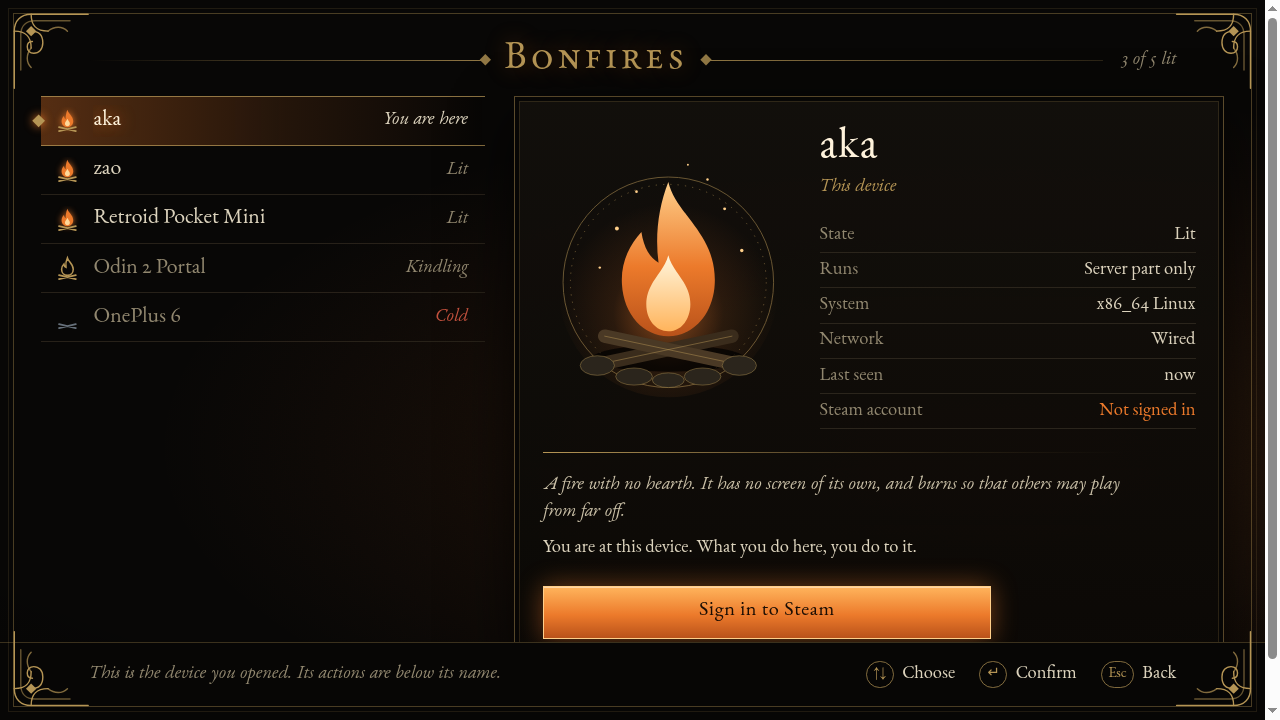 Bonfires
3 of 5 lit
aka
You are here
zao
Lit
Retroid Pocket Mini
Lit
Odin 2 Portal
Kindling
OnePlus 6
Cold
aka
This device
State
Lit
Runs
Server part only
System
x86_64 Linux
Network
Wired
Last seen
now
Steam account
Not signed in
A fire with no hearth. It has no screen of its own, and burns so that others may play
from far off.
You are at this device. What you do here, you do to it.
Sign in to Steam
This is the device you opened. Its actions are below its name.
↑↓ Choose
↵ Confirm
Esc Back